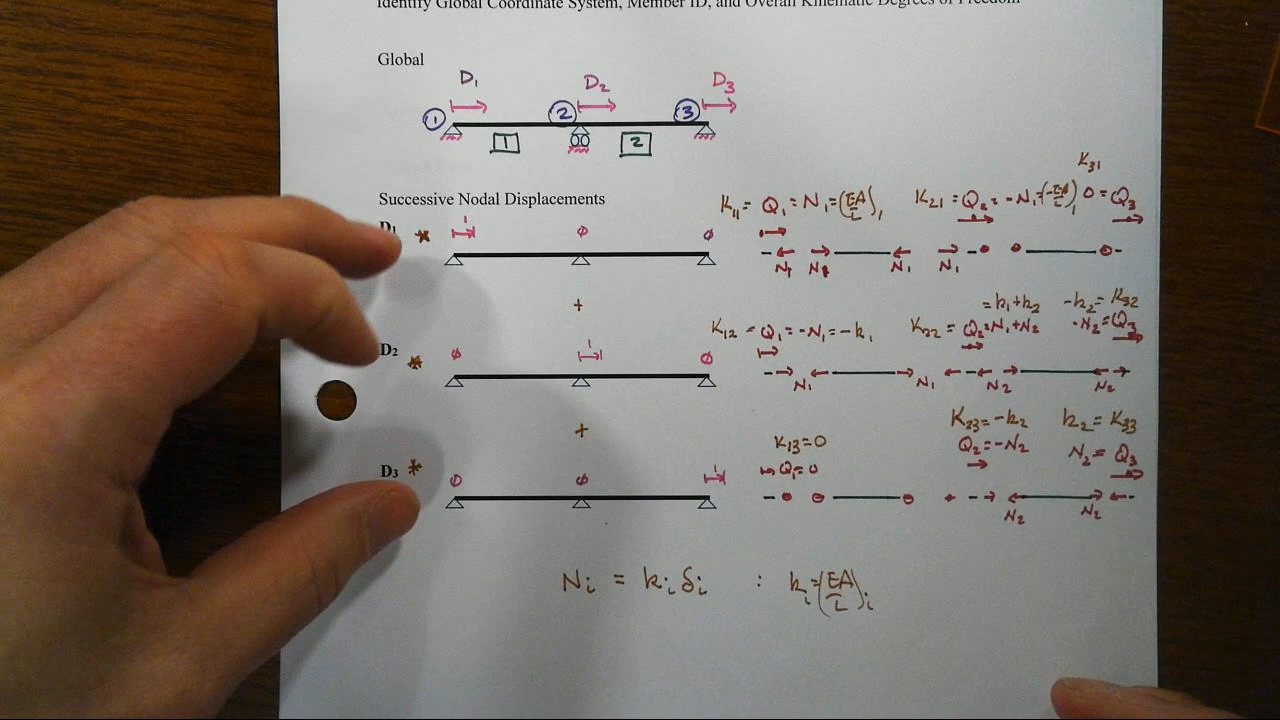 Identify Global Coordinate System, Member ID, and Overall Kinematic Degrees of Freedom
Global
D₁ D₂ D₃
1 2 3
1 2
K₃₁
Successive Nodal Displacements
K₁₁ = Q₁ = N₁ = (EA/L)₁ K₂₁ = Q₂ = -N₁ = (-EA/L)₁ 0 = Q₃
D₁ * 1 ϕ ϕ
N₁ N₁ N₁ N₁
+
= k₁+k₂ -k₂ = K₃₂
K₁₂ = Q₁ = -N₁ = -k₁ K₂₂ = Q₂ = N₁+N₂ -N₂ = Q₃
D₂ * ϕ 1 ϕ
N₁ N₁ N₂ N₂
+
K₂₃ = -k₂ k₂ = K₃₃
K₁₃ = 0 Q₂ = -N₂ N₂ = Q₃
Q₁ = 0
D₃ * ϕ ϕ 1
N₂ N₂
Nᵢ = kᵢ δᵢ : kᵢ = (EA/L)ᵢ